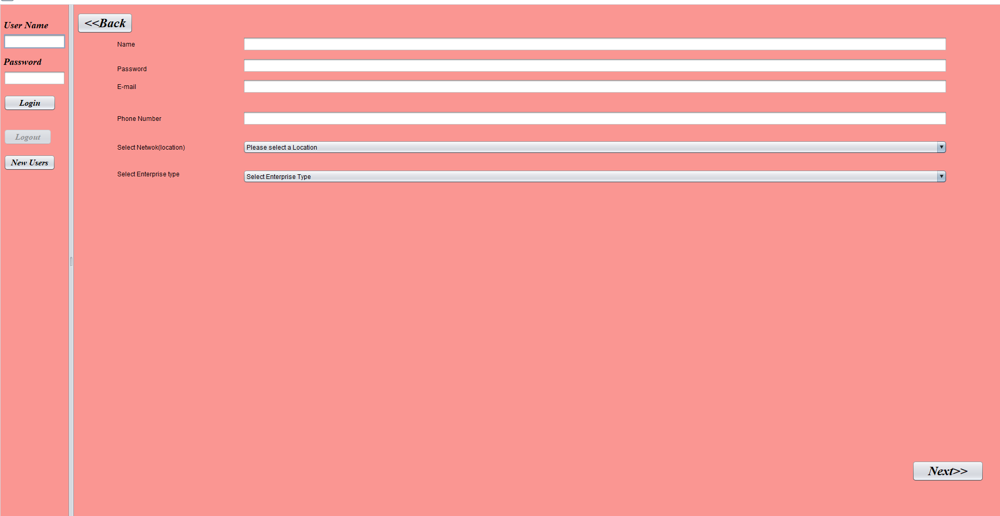 User Name
Password
Login
Logout
New Users
<<Back
Name
Password
E-mail
Phone Number
Select Netwok(location)
Please select a Location
Select Enterprise type
Select Enterprise Type
Next>>